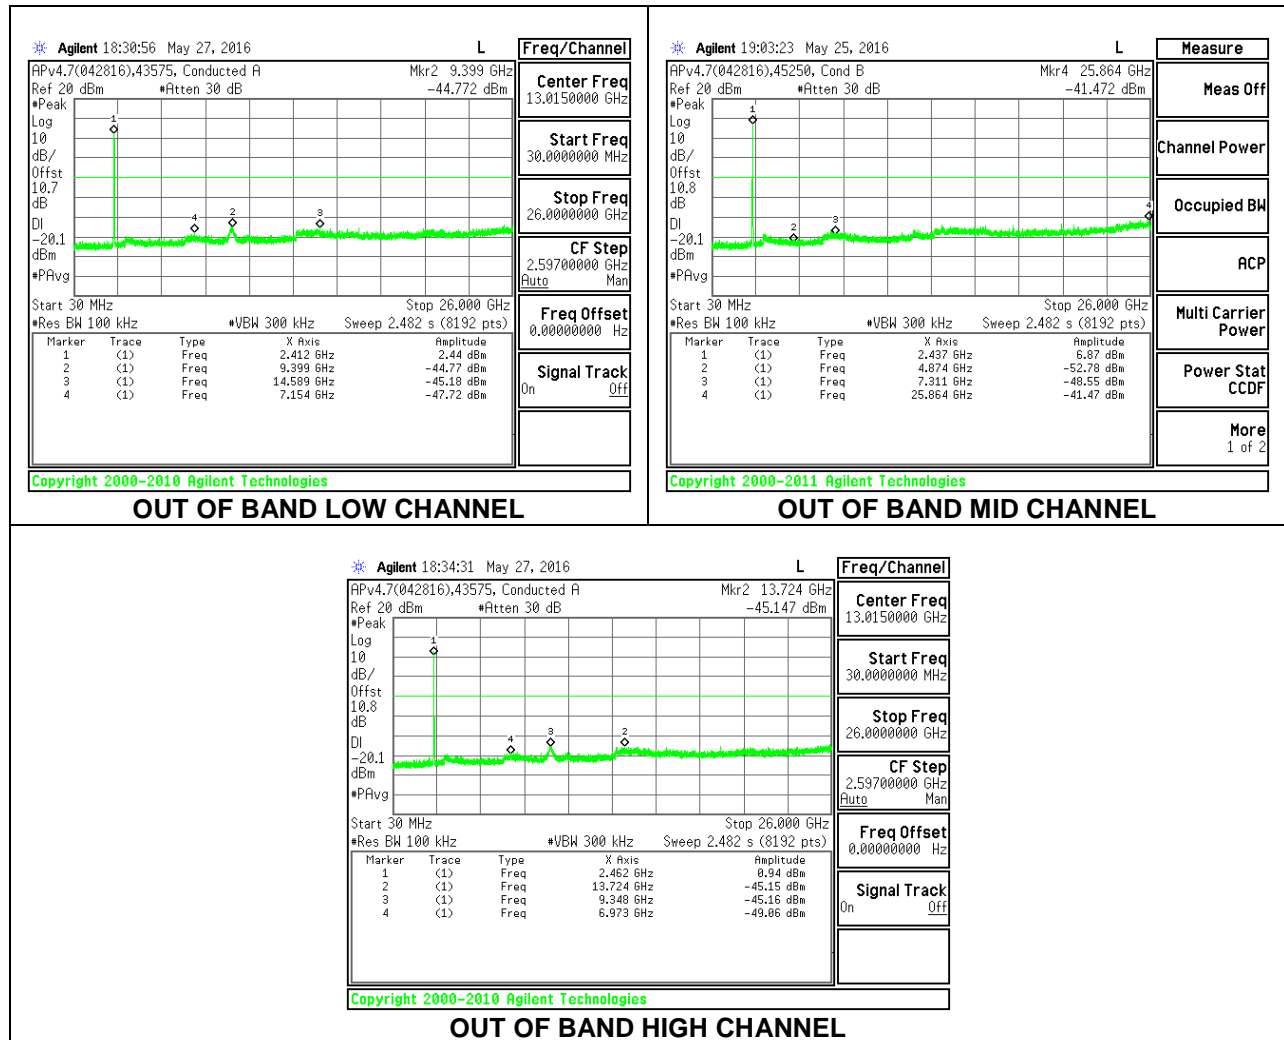 Agilent 18:30:56 May 27, 2016 L
Freq/Channel
APv4.7(042816),43575, Conducted A Mkr2 9.399 GHz
Ref 20 dBm #Atten 30 dB -44.772 dBm
#Peak
Log
10
dB/
Offst
10.7
dB
DI
-20.1
dBm
#PAvg
1
4
2
3
Start 30 MHz Stop 26.000 GHz
#Res BW 100 kHz #VBW 300 kHz Sweep 2.482 s (8192 pts)
Marker Trace Type X Axis Amplitude
1 (1) Freq 2.412 GHz 2.44 dBm
2 (1) Freq 9.399 GHz -44.77 dBm
3 (1) Freq 14.589 GHz -45.18 dBm
4 (1) Freq 7.154 GHz -47.72 dBm
Center Freq
13.0150000 GHz
Start Freq
30.0000000 MHz
Stop Freq
26.0000000 GHz
CF Step
2.59700000 GHz
Auto Man
Freq Offset
0.00000000 Hz
Signal Track
On Off
Copyright 2000-2010 Agilent Technologies
OUT OF BAND LOW CHANNEL
Agilent 19:03:23 May 25, 2016 L
Measure
APv4.7(042816),45250, Cond B Mkr4 25.864 GHz
Ref 20 dBm #Atten 30 dB -41.472 dBm
#Peak
Log
10
dB/
Offst
10.8
dB
DI
-20.1
dBm
#PAvg
1
2
3
4
Start 30 MHz Stop 26.000 GHz
#Res BW 100 kHz #VBW 300 kHz Sweep 2.482 s (8192 pts)
Marker Trace Type X Axis Amplitude
1 (1) Freq 2.437 GHz 6.87 dBm
2 (1) Freq 4.874 GHz -52.78 dBm
3 (1) Freq 7.311 GHz -48.55 dBm
4 (1) Freq 25.864 GHz -41.47 dBm
Meas Off
Channel Power
Occupied BW
ACP
Multi Carrier
Power
Power Stat
CCDF
More
1 of 2
Copyright 2000-2011 Agilent Technologies
OUT OF BAND MID CHANNEL
Agilent 18:34:31 May 27, 2016 L
Freq/Channel
APv4.7(042816),43575, Conducted A Mkr2 13.724 GHz
Ref 20 dBm #Atten 30 dB -45.147 dBm
#Peak
Log
10
dB/
Offst
10.8
dB
DI
-20.1
dBm
#PAvg
1
4
3
2
Start 30 MHz Stop 26.000 GHz
#Res BW 100 kHz #VBW 300 kHz Sweep 2.482 s (8192 pts)
Marker Trace Type X Axis Amplitude
1 (1) Freq 2.462 GHz 0.94 dBm
2 (1) Freq 13.724 GHz -45.15 dBm
3 (1) Freq 9.348 GHz -45.16 dBm
4 (1) Freq 6.973 GHz -49.06 dBm
Center Freq
13.0150000 GHz
Start Freq
30.0000000 MHz
Stop Freq
26.0000000 GHz
CF Step
2.59700000 GHz
Auto Man
Freq Offset
0.00000000 Hz
Signal Track
On Off
Copyright 2000-2010 Agilent Technologies
OUT OF BAND HIGH CHANNEL